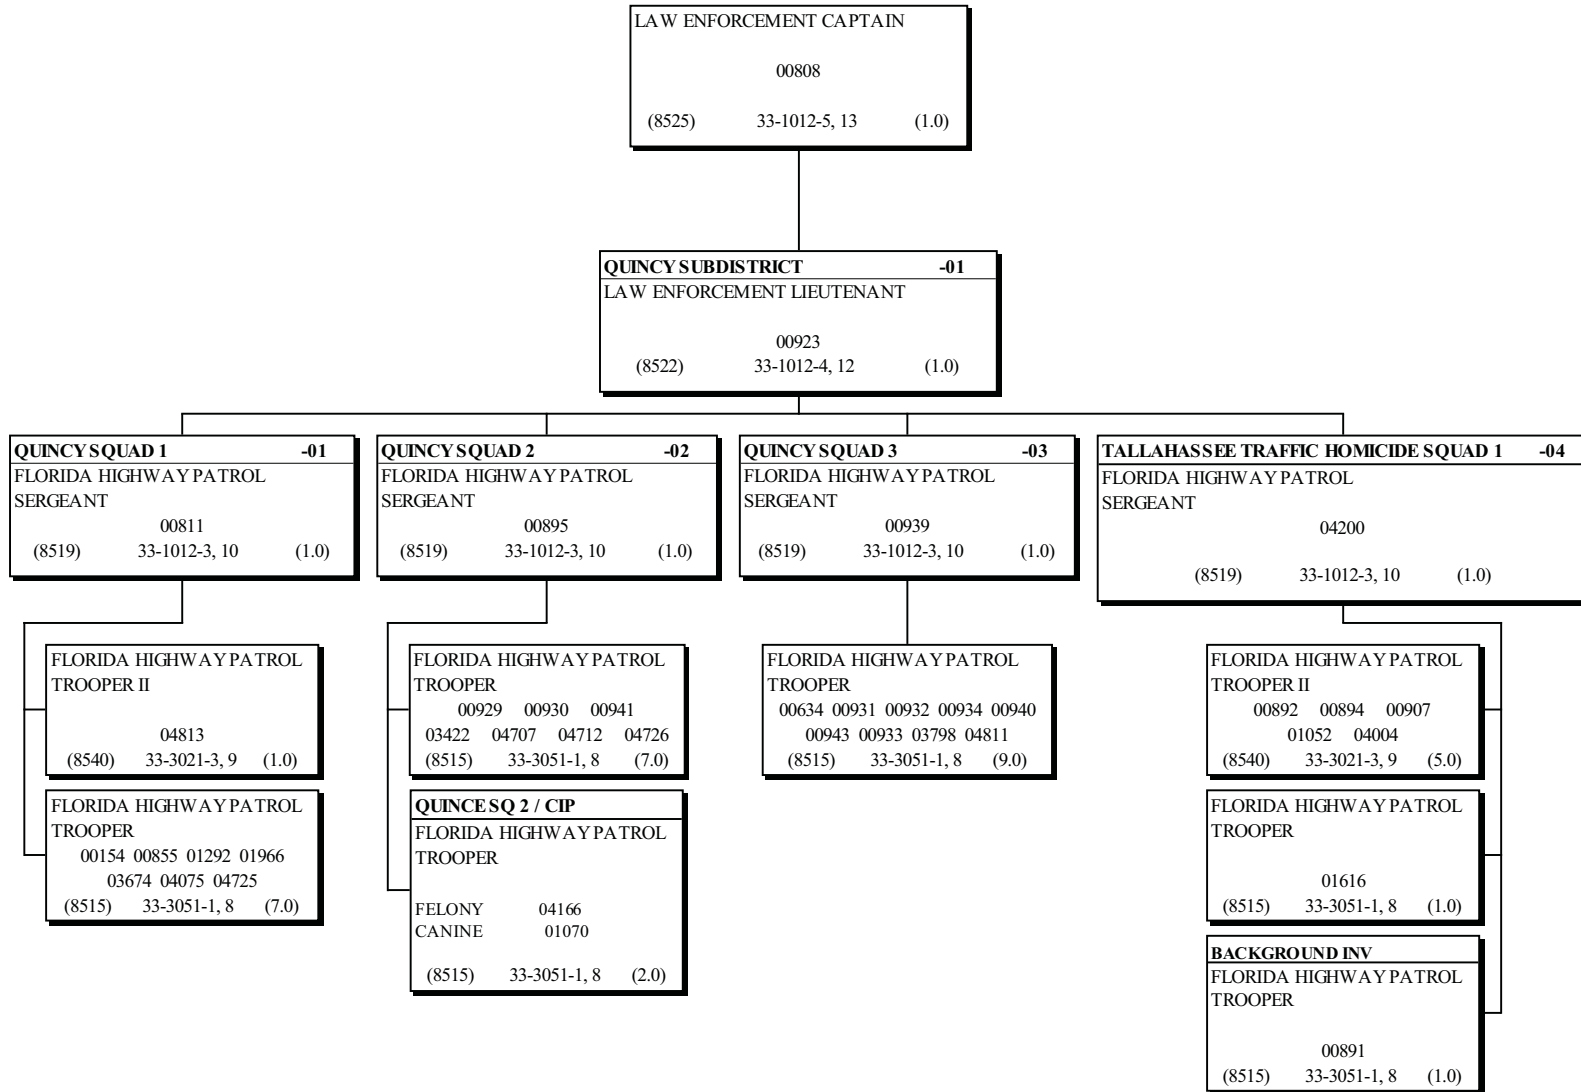 LAW ENFORCEMENT CAPTAIN
00808
(8525) 33-1012-5, 13 (1.0)
QUINCY SUBDISTRICT -01
LAW ENFORCEMENT LIEUTENANT
00923
(8522) 33-1012-4, 12 (1.0)
QUINCY SQUAD 1 -01
FLORIDA HIGHWAY PATROL
SERGEANT
00811
(8519) 33-1012-3, 10 (1.0)
FLORIDA HIGHWAY PATROL
TROOPER II
04813
(8540) 33-3021-3, 9 (1.0)
FLORIDA HIGHWAY PATROL
TROOPER
00154 00855 01292 01966
03674 04075 04725
(8515) 33-3051-1, 8 (7.0)
QUINCY SQUAD 2 -02
FLORIDA HIGHWAY PATROL
SERGEANT
00895
(8519) 33-1012-3, 10 (1.0)
FLORIDA HIGHWAY PATROL
TROOPER
00929 00930 00941
03422 04707 04712 04726
(8515) 33-3051-1, 8 (7.0)
QUINCE SQ 2 / CIP
FLORIDA HIGHWAY PATROL
TROOPER
FELONY 04166
CANINE 01070
(8515) 33-3051-1, 8 (2.0)
QUINCY SQUAD 3 -03
FLORIDA HIGHWAY PATROL
SERGEANT
00939
(8519) 33-1012-3, 10 (1.0)
FLORIDA HIGHWAY PATROL
TROOPER
00634 00931 00932 00934 00940
00943 00933 03798 04811
(8515) 33-3051-1, 8 (9.0)
TALLAHASSEE TRAFFIC HOMICIDE SQUAD 1 -04
FLORIDA HIGHWAY PATROL
SERGEANT
04200
(8519) 33-1012-3, 10 (1.0)
FLORIDA HIGHWAY PATROL
TROOPER II
00892 00894 00907
01052 04004
(8540) 33-3021-3, 9 (5.0)
FLORIDA HIGHWAY PATROL
TROOPER
01616
(8515) 33-3051-1, 8 (1.0)
BACKGROUND INV
FLORIDA HIGHWAY PATROL
TROOPER
00891
(8515) 33-3051-1, 8 (1.0)